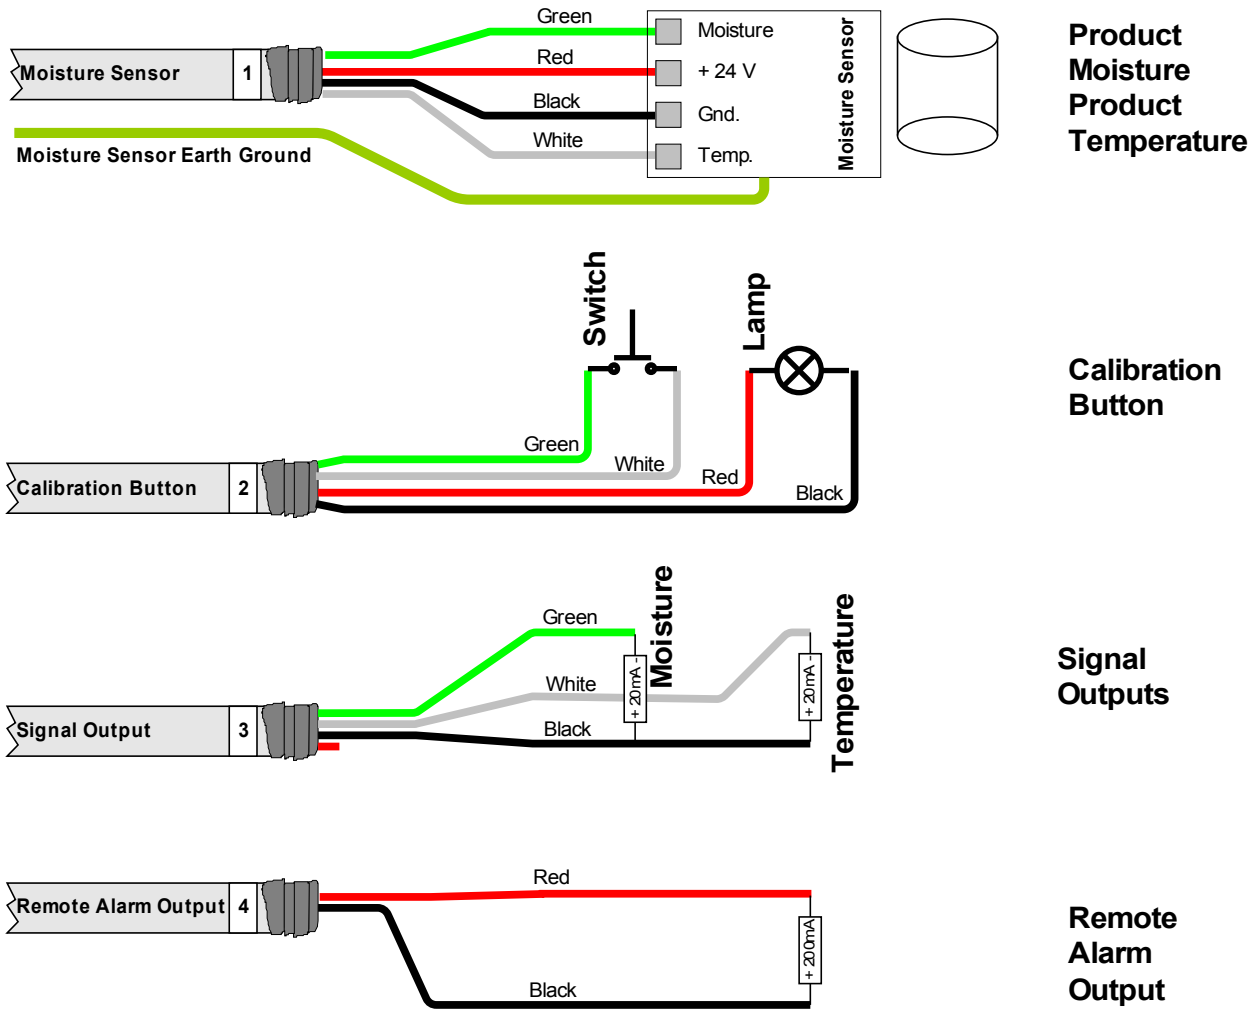 Green
Moisture
Red
+ 24 V
Black
Gnd.
White
Temp.
Moisture Sensor
Moisture Sensor 1
Moisture Sensor Earth Ground
Product
Moisture
Product
Temperature
Switch
Lamp
Green
White
Red
Black
Calibration Button 2
Calibration
Button
Green
Moisture
White
Black
+ 20mA -
+ 20mA -
Temperature
Signal Output 3
Signal
Outputs
Red
Remote Alarm Output 4
+ 200mA
Black
Remote
Alarm
Output